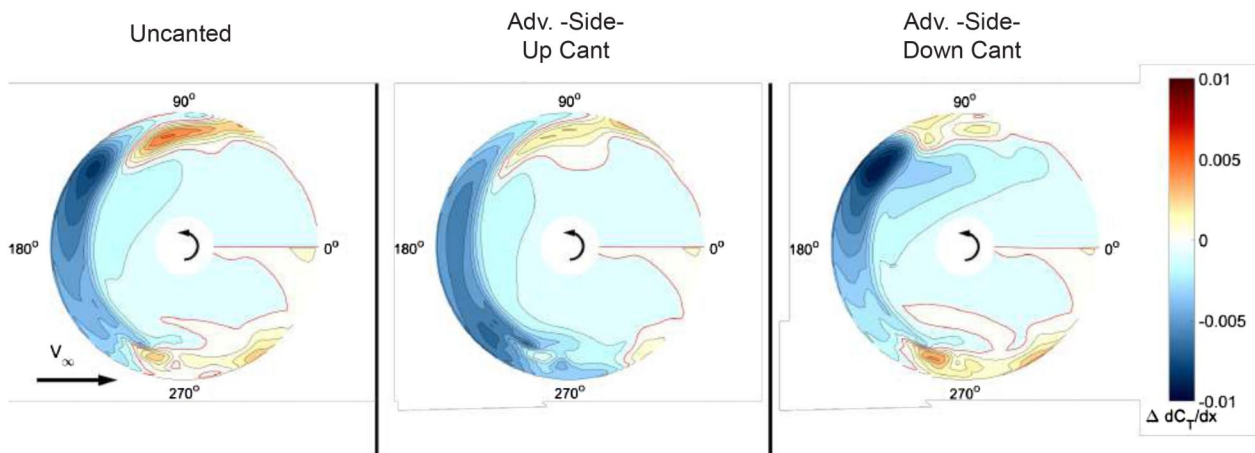 Uncanted
Adv. -Side-
Up Cant
Adv. -Side-
Down Cant
90°
180°
0°
270°
V∞
90°
180°
0°
270°
90°
180°
0°
270°
0.01
0.005
0
-0.005
-0.01
Δ dC_T/dx